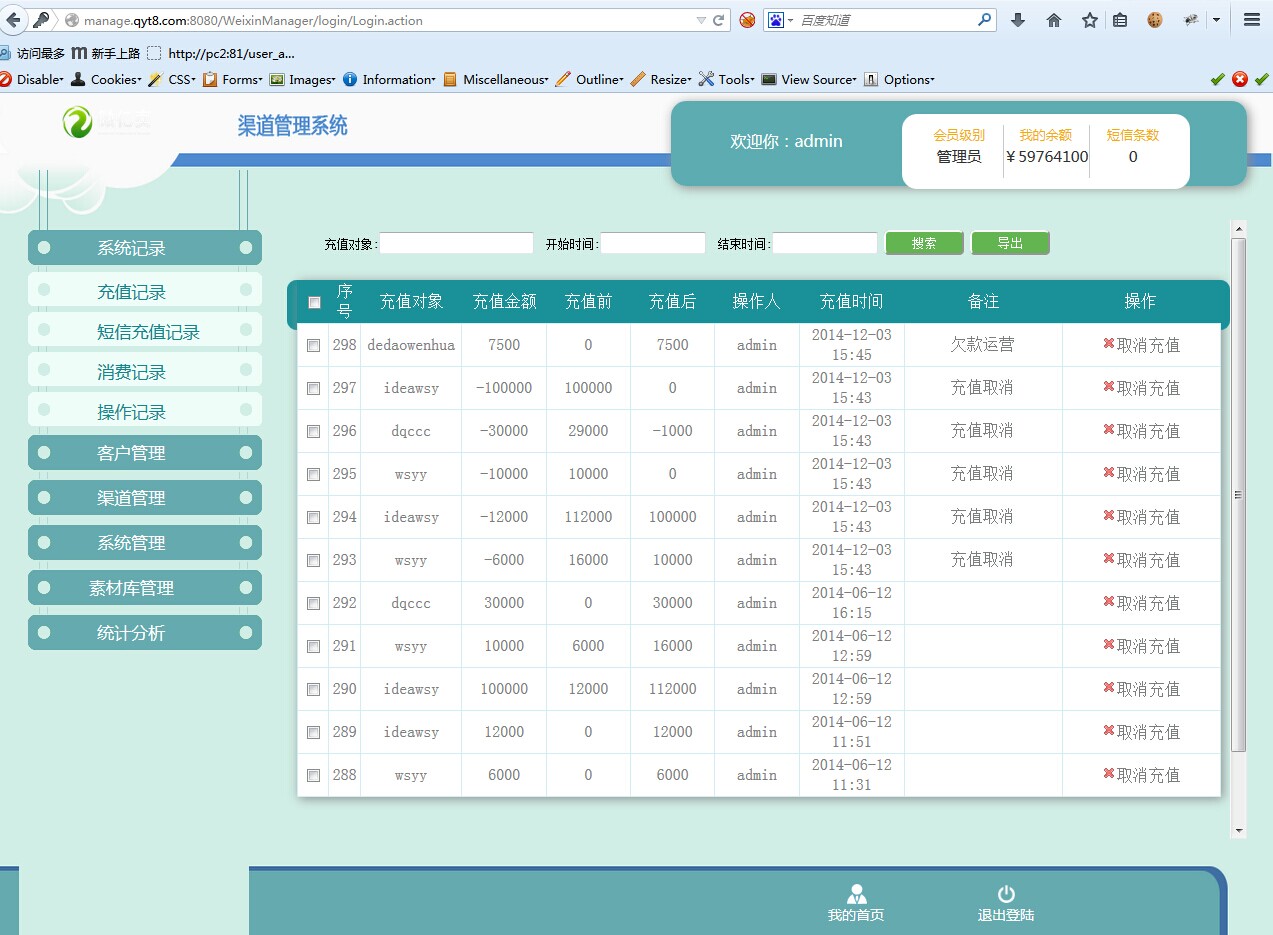 manage.qyt8.com:8080/WeixinManager/login/Login.action 百度知道
访问最多 新手上路 http://pc2:81/user_a...
Disable Cookies CSS Forms Images Information Miscellaneous Outline Resize Tools View Source Options
渠道管理系统
欢迎你：admin
会员级别 我的余额 短信条数
管理员 ¥59764100 0
系统记录
充值记录
短信充值记录
消费记录
操作记录
客户管理
渠道管理
系统管理
素材库管理
统计分析
充值对象: 开始时间: 结束时间: 搜索 导出
序号 充值对象 充值金额 充值前 充值后 操作人 充值时间 备注 操作
298 dedaowenhua 7500 0 7500 admin 2014-12-03 15:45 欠款运营 取消充值
297 ideawsy -100000 100000 0 admin 2014-12-03 15:43 充值取消 取消充值
296 dqccc -30000 29000 -1000 admin 2014-12-03 15:43 充值取消 取消充值
295 wsyy -10000 10000 0 admin 2014-12-03 15:43 充值取消 取消充值
294 ideawsy -12000 112000 100000 admin 2014-12-03 15:43 充值取消 取消充值
293 wsyy -6000 16000 10000 admin 2014-12-03 15:43 充值取消 取消充值
292 dqccc 30000 0 30000 admin 2014-06-12 16:15 取消充值
291 wsyy 10000 6000 16000 admin 2014-06-12 12:59 取消充值
290 ideawsy 100000 12000 112000 admin 2014-06-12 12:59 取消充值
289 ideawsy 12000 0 12000 admin 2014-06-12 11:51 取消充值
288 wsyy 6000 0 6000 admin 2014-06-12 11:31 取消充值
我的首页 退出登陆